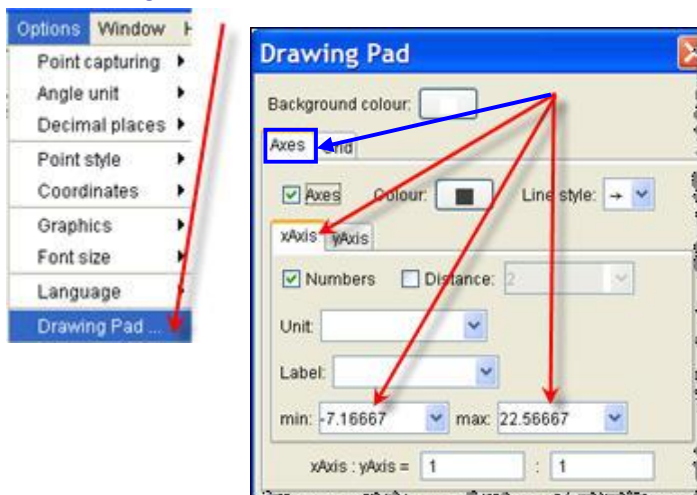 Options Window
Point capturing
Angle unit
Decimal places
Point style
Coordinates
Graphics
Font size
Language
Drawing Pad ...
Drawing Pad
Background colour:
Axes Grid
Axes Colour: Line style:
xAxis yAxis
Numbers Distance: 2
Unit:
Label:
min: -7.16667 max: 22.56667
xAxis : yAxis = 1 : 1